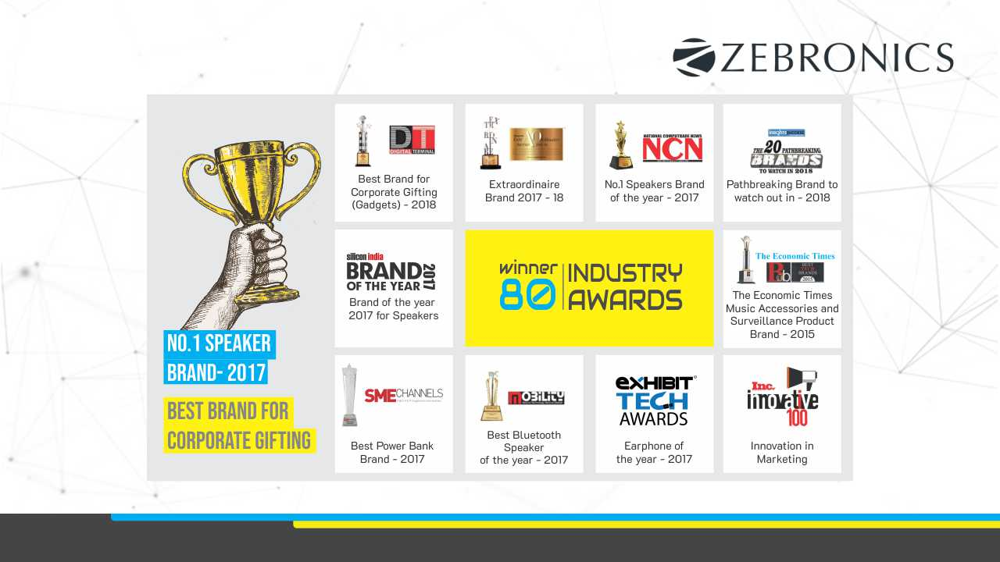 ZEBRONICS
NO.1 SPEAKER
BRAND- 2017
BEST BRAND FOR
CORPORATE GIFTING
DT
DIGITAL TERMINAL
Best Brand for
Corporate Gifting
(Gadgets) - 2018
Extraordinaire
Brand 2017 - 18
NATIONAL COMPUTRADE NEWS
NCN
No.1 Speakers Brand
of the year - 2017
insights success
THE 20 PATHBREAKING
BRANDS
TO WATCH IN 2018
Pathbreaking Brand to
watch out in - 2018
silicon india
BRAND
OF THE YEAR
2017
Brand of the year
2017 for Speakers
winner
80
INDUSTRY
AWARDS
The Economic Times
BEST
TECH
BRANDS
2015
The Economic Times
Music Accessories and
Surveillance Product
Brand - 2015
SMECHANNELS
Best Power Bank
Brand - 2017
MOBILITY
Best Bluetooth
Speaker
of the year - 2017
EXHIBIT
TECH
AWARDS
Earphone of
the year - 2017
Inc.
innovative
100
Innovation in
Marketing